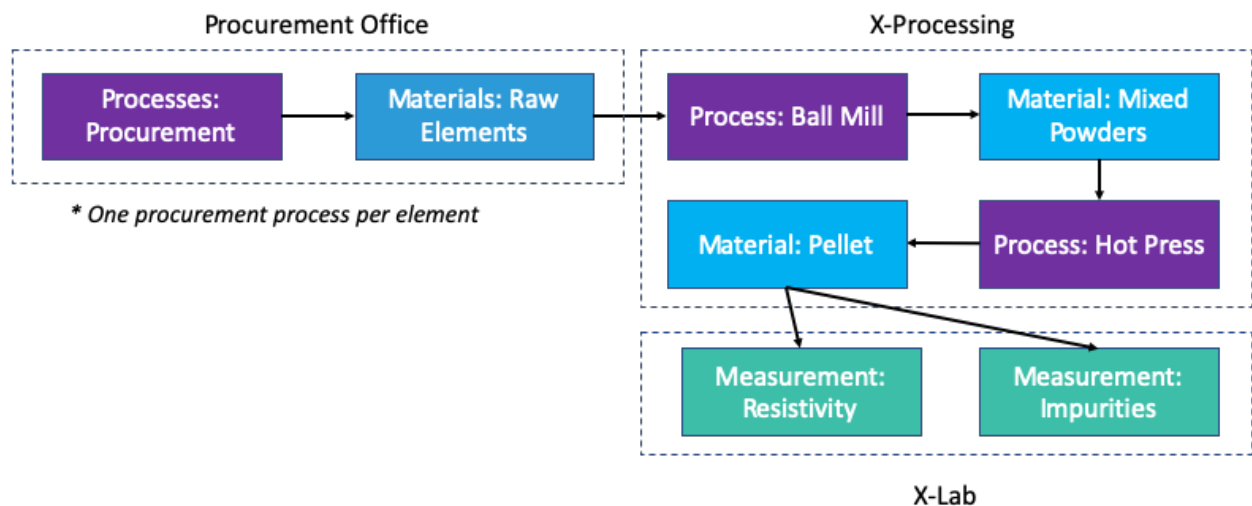 Procurement Office
X-Processing
Processes:
Procurement
Materials: Raw
Elements
Process: Ball Mill
Material: Mixed
Powders
* One procurement process per element
Material: Pellet
Process: Hot Press
Measurement:
Resistivity
Measurement:
Impurities
X-Lab